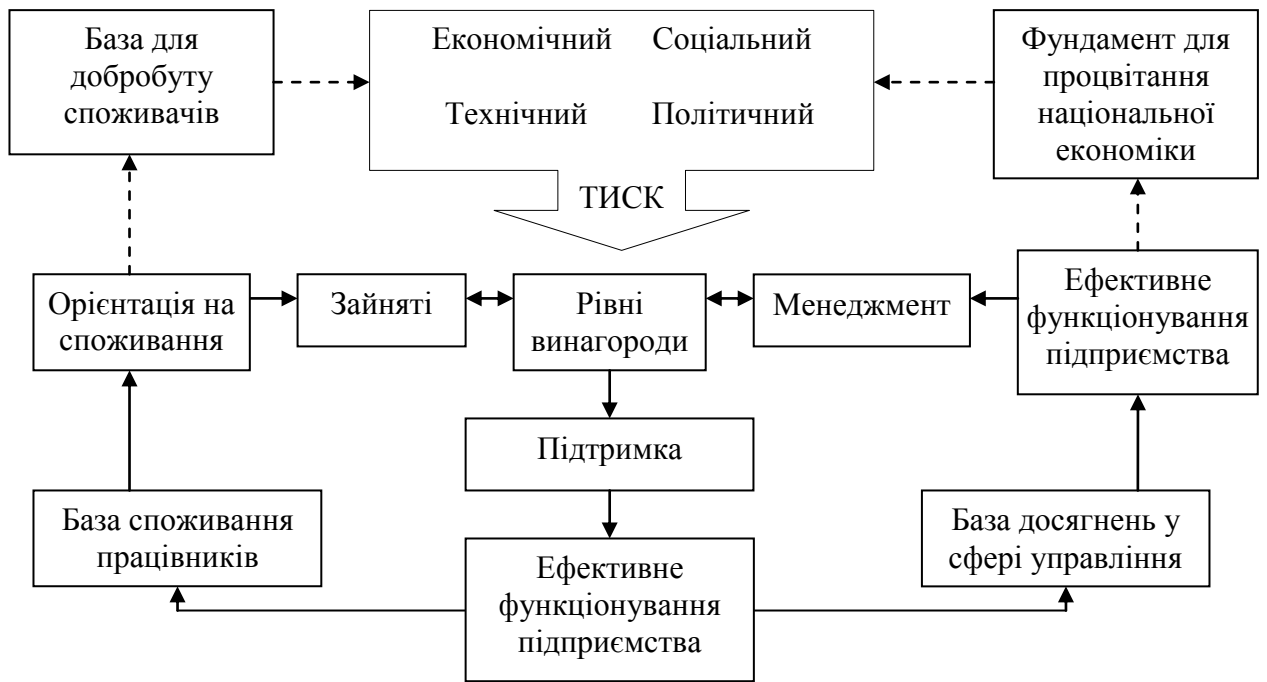 База для
добробуту
споживачів
Економічний Соціальний
Технічний Політичний
Фундамент для
процвітання
національної
економіки
ТИСК
Орієнтація на
споживання
Зайняті
Рівні
винагороди
Менеджмент
Ефективне
функціонування
підприємства
Підтримка
База споживання
працівників
Ефективне
функціонування
підприємства
База досягнень у
сфері управління